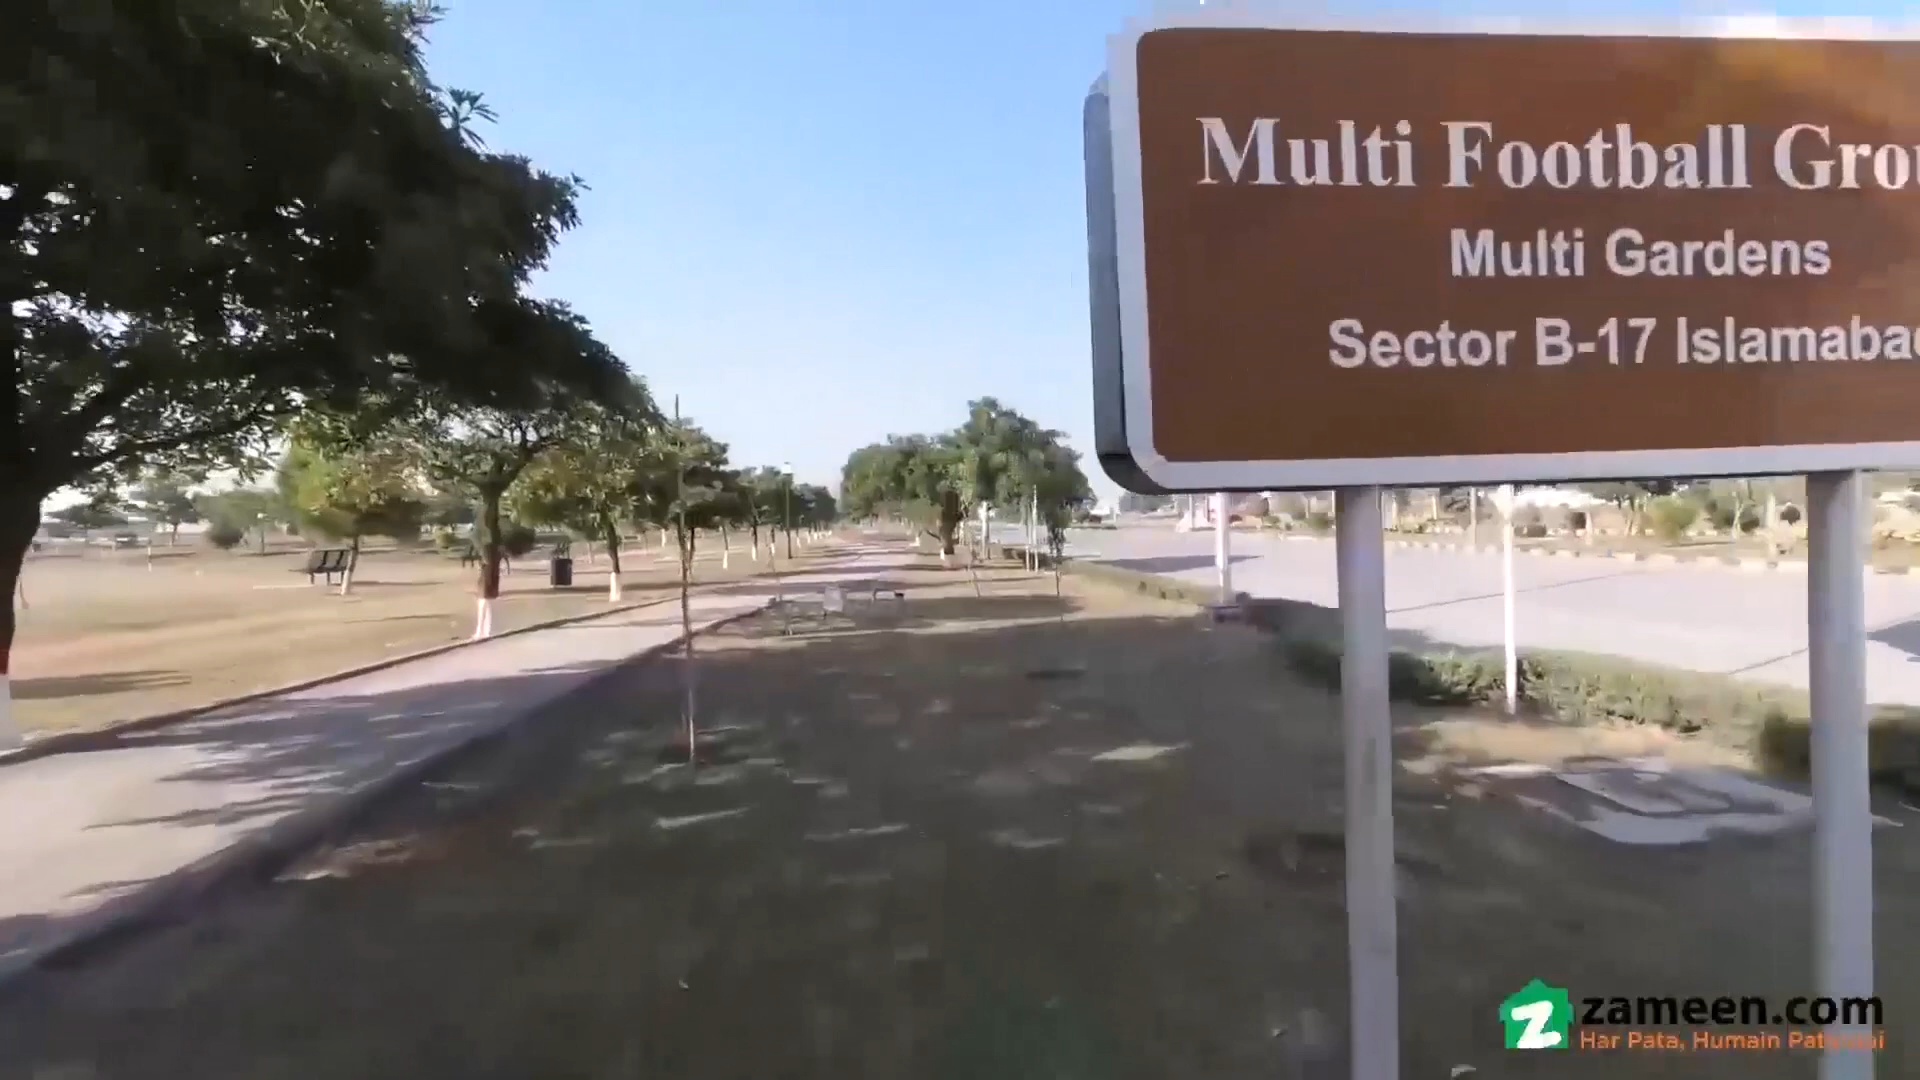 Multi Football Grou
Multi Gardens
Sector B-17 Islamabad
zameen.com
Har Pata, Humain Pata